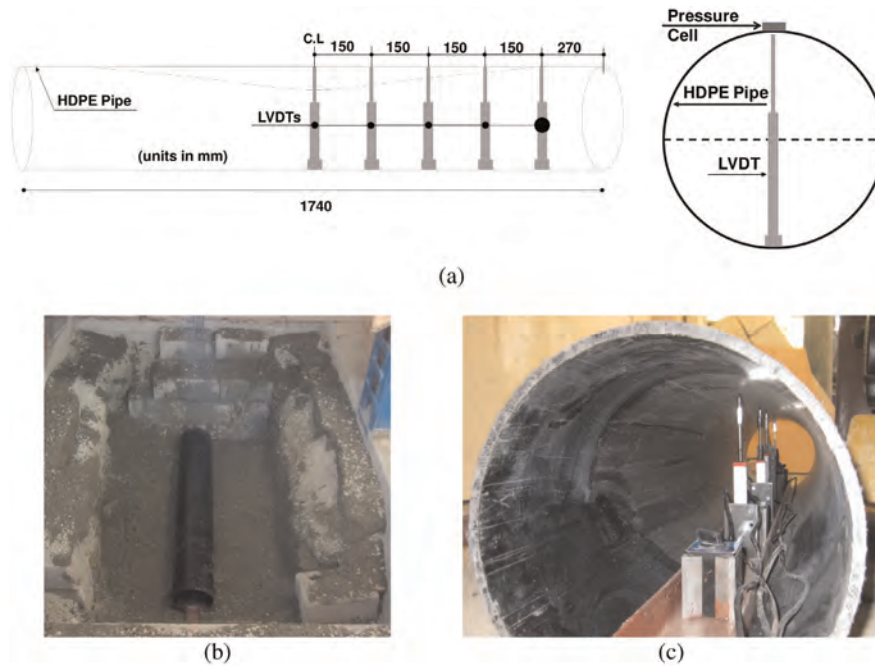 C.L
150 150 150 150 270
HDPE Pipe
LVDTs
(units in mm)
1740
Pressure
Cell
HDPE Pipe
LVDT
(a)
(b)
(c)